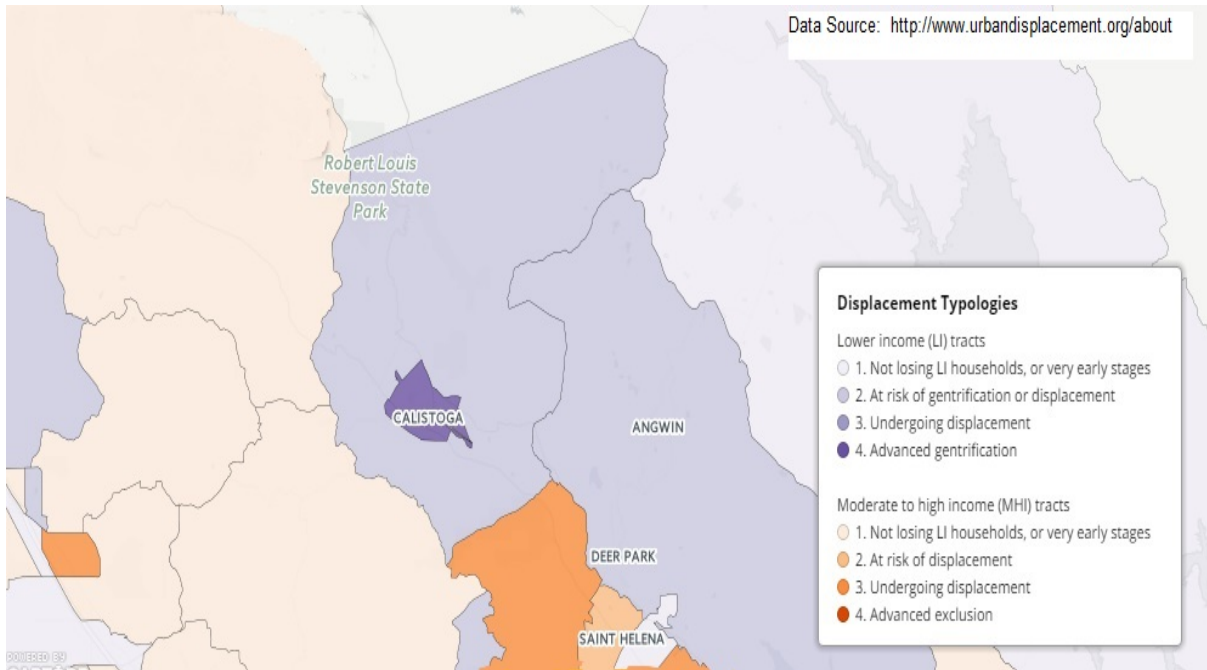 Data Source: http://www.urbandisplacement.org/about
Robert Louis
Stevenson State
Park
CALISTOGA
ANGWIN
DEER PARK
SAINT HELENA
Displacement Typologies
Lower income (LI) tracts
1. Not losing LI households, or very early stages
2. At risk of gentrification or displacement
3. Undergoing displacement
4. Advanced gentrification
Moderate to high income (MHI) tracts
1. Not losing LI households, or very early stages
2. At risk of displacement
3. Undergoing displacement
4. Advanced exclusion
POWERED BY